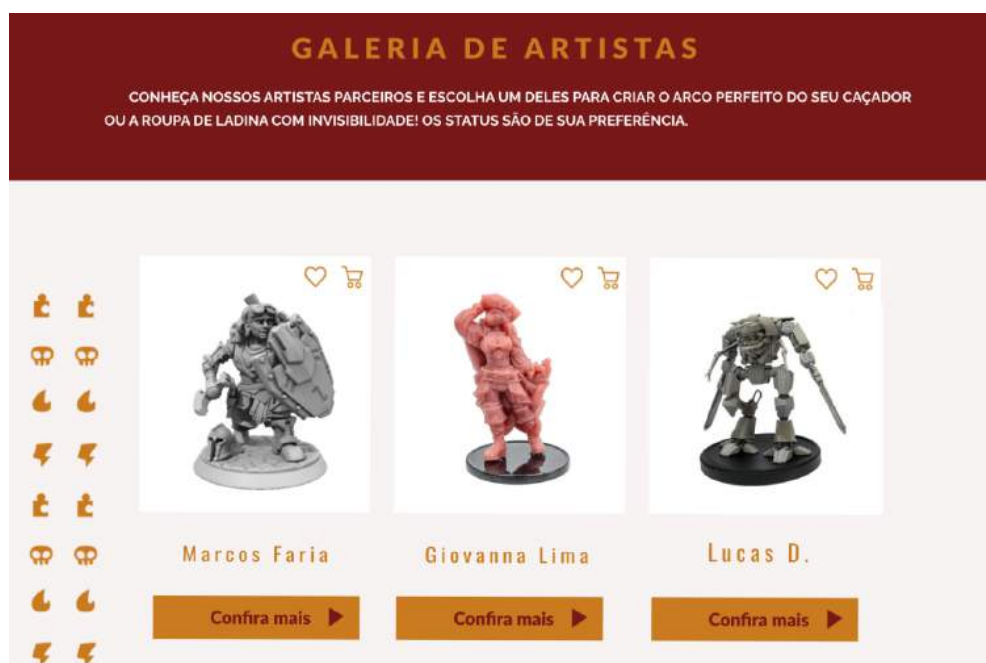 GALERIA DE ARTISTAS
CONHEÇA NOSSOS ARTISTAS PARCEIROS E ESCOLHA UM DELES PARA CRIAR O ARCO PERFEITO DO SEU CAÇADOR
OU A ROUPA DE LADINA COM INVISIBILIDADE! OS STATUS SÃO DE SUA PREFERÊNCIA.
Marcos Faria
Giovanna Lima
Lucas D.
Confira mais
Confira mais
Confira mais